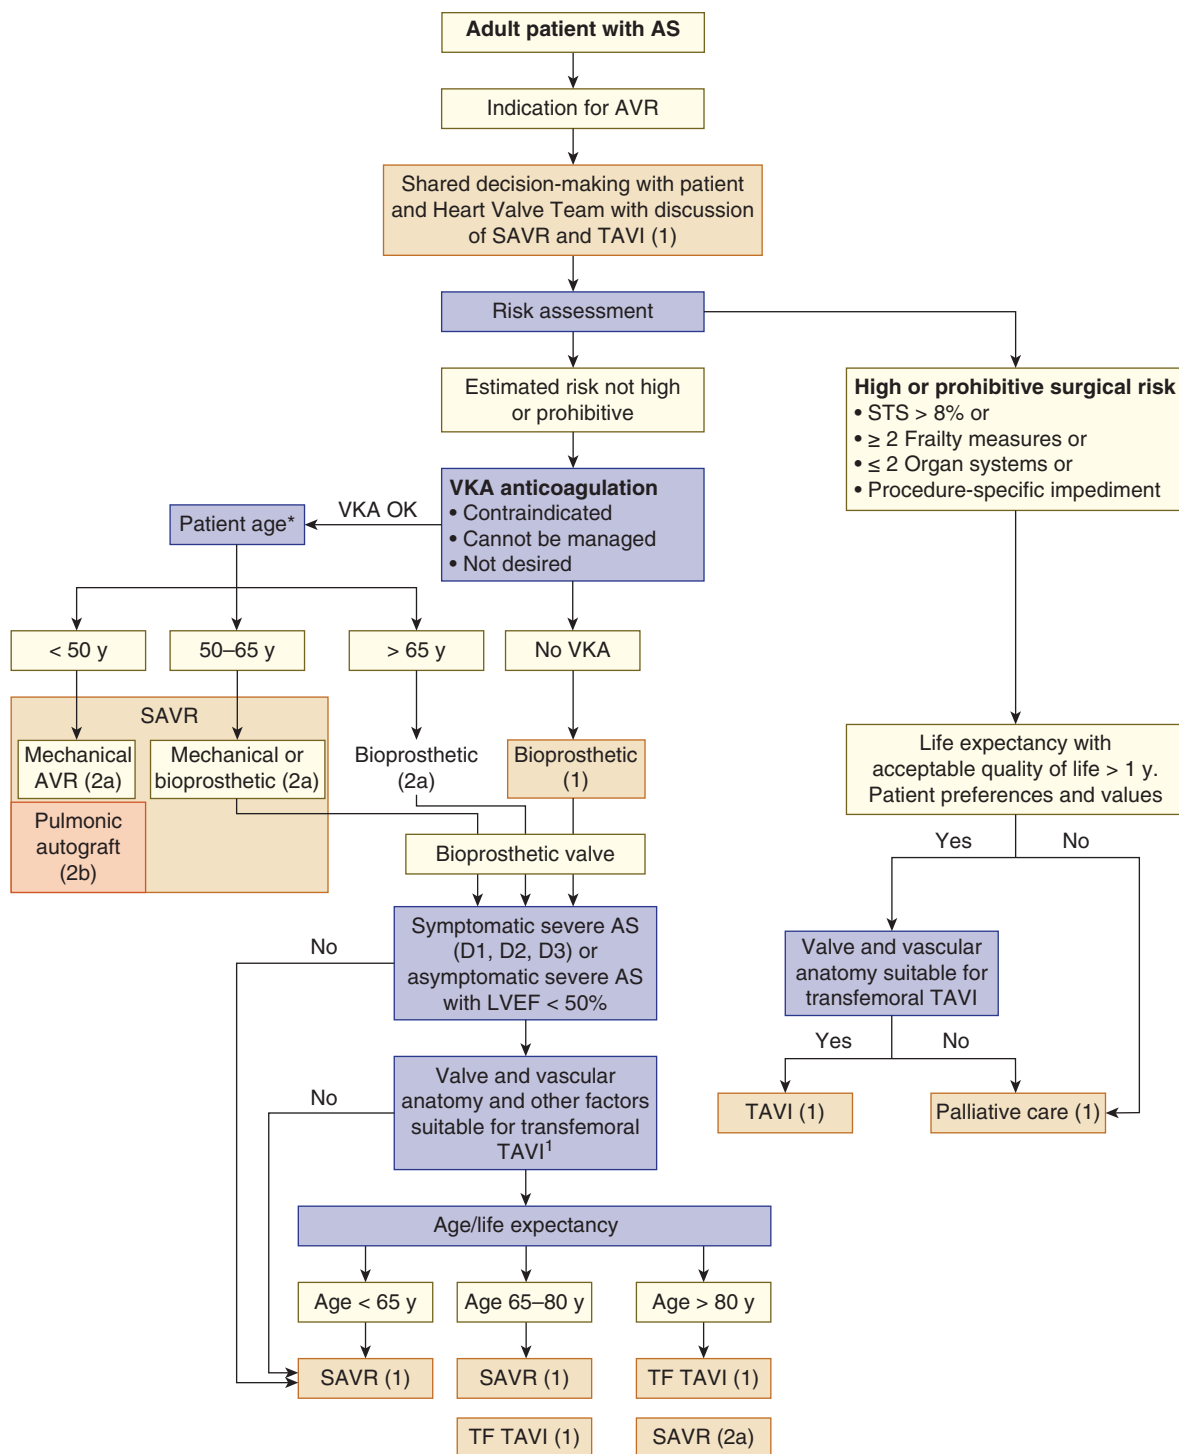 Adult patient with AS
Indication for AVR
Shared decision-making with patient
and Heart Valve Team with discussion
of SAVR and TAVI (1)
Risk assessment
Estimated risk not high
or prohibitive
High or prohibitive surgical risk
• STS > 8% or
• ≥ 2 Frailty measures or
• ≤ 2 Organ systems or
• Procedure-specific impediment
VKA anticoagulation
• Contraindicated
• Cannot be managed
• Not desired
VKA OK
Patient age*
< 50 y
50–65 y
> 65 y
No VKA
SAVR
Mechanical
AVR (2a)
Mechanical or
bioprosthetic (2a)
Bioprosthetic
(2a)
Bioprosthetic
(1)
Pulmonic
autograft
(2b)
Bioprosthetic valve
Life expectancy with
acceptable quality of life > 1 y.
Patient preferences and values
Yes
No
Symptomatic severe AS
(D1, D2, D3) or
asymptomatic severe AS
with LVEF < 50%
No
Valve and vascular
anatomy suitable for
transfemoral TAVI
Yes
No
Valve and vascular
anatomy and other factors
suitable for transfemoral
TAVI1
No
TAVI (1)
Palliative care (1)
Age/life expectancy
Age < 65 y
Age 65–80 y
Age > 80 y
SAVR (1)
SAVR (1)
TF TAVI (1)
TF TAVI (1)
SAVR (2a)